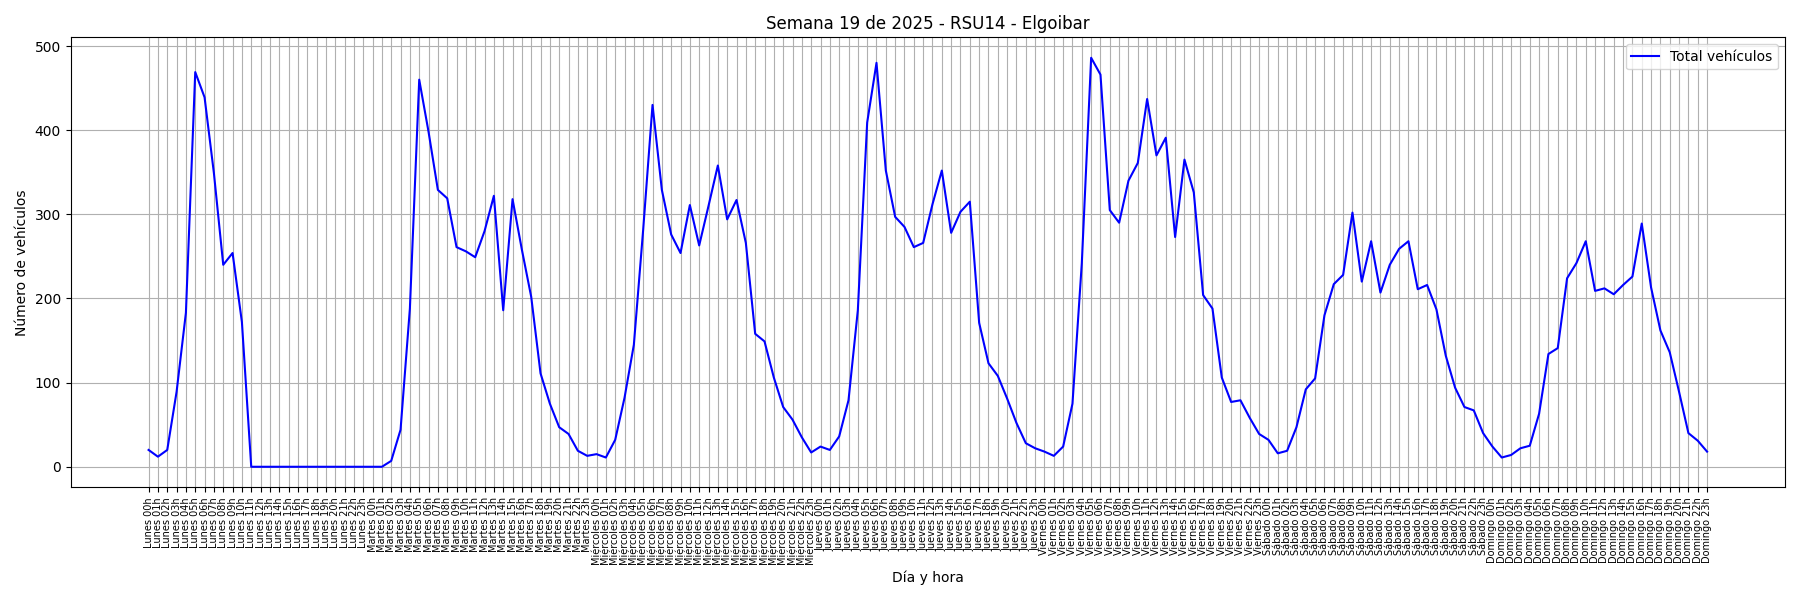 Semana 19 de 2025 - RSU14 - Elgoibar
Total vehículos
Número de vehículos
500
400
300
200
100
0
Lunes 00h
Lunes 01h
Lunes 02h
Lunes 03h
Lunes 04h
Lunes 05h
Lunes 06h
Lunes 07h
Lunes 08h
Lunes 09h
Lunes 10h
Lunes 11h
Lunes 12h
Lunes 13h
Lunes 14h
Lunes 15h
Lunes 16h
Lunes 17h
Lunes 18h
Lunes 19h
Lunes 20h
Lunes 21h
Lunes 22h
Lunes 23h
Martes 00h
Martes 01h
Martes 02h
Martes 03h
Martes 04h
Martes 05h
Martes 06h
Martes 07h
Martes 08h
Martes 09h
Martes 10h
Martes 11h
Martes 12h
Martes 13h
Martes 14h
Martes 15h
Martes 16h
Martes 17h
Martes 18h
Martes 19h
Martes 20h
Martes 21h
Martes 22h
Martes 23h
Miércoles 00h
Miércoles 01h
Miércoles 02h
Miércoles 03h
Miércoles 04h
Miércoles 05h
Miércoles 06h
Miércoles 07h
Miércoles 08h
Miércoles 09h
Miércoles 10h
Miércoles 11h
Miércoles 12h
Miércoles 13h
Miércoles 14h
Miércoles 15h
Miércoles 16h
Miércoles 17h
Miércoles 18h
Miércoles 19h
Miércoles 20h
Miércoles 21h
Miércoles 22h
Miércoles 23h
Jueves 00h
Jueves 01h
Jueves 02h
Jueves 03h
Jueves 04h
Jueves 05h
Jueves 06h
Jueves 07h
Jueves 08h
Jueves 09h
Jueves 10h
Jueves 11h
Jueves 12h
Jueves 13h
Jueves 14h
Jueves 15h
Jueves 16h
Jueves 17h
Jueves 18h
Jueves 19h
Jueves 20h
Jueves 21h
Jueves 22h
Jueves 23h
Viernes 00h
Viernes 01h
Viernes 02h
Viernes 03h
Viernes 04h
Viernes 05h
Viernes 06h
Viernes 07h
Viernes 08h
Viernes 09h
Viernes 10h
Viernes 11h
Viernes 12h
Viernes 13h
Viernes 14h
Viernes 15h
Viernes 16h
Viernes 17h
Viernes 18h
Viernes 19h
Viernes 20h
Viernes 21h
Viernes 22h
Viernes 23h
Sábado 00h
Sábado 01h
Sábado 02h
Sábado 03h
Sábado 04h
Sábado 05h
Sábado 06h
Sábado 07h
Sábado 08h
Sábado 09h
Sábado 10h
Sábado 11h
Sábado 12h
Sábado 13h
Sábado 14h
Sábado 15h
Sábado 16h
Sábado 17h
Sábado 18h
Sábado 19h
Sábado 20h
Sábado 21h
Sábado 22h
Sábado 23h
Domingo 00h
Domingo 01h
Domingo 02h
Domingo 03h
Domingo 04h
Domingo 05h
Domingo 06h
Domingo 07h
Domingo 08h
Domingo 09h
Domingo 10h
Domingo 11h
Domingo 12h
Domingo 13h
Domingo 14h
Domingo 15h
Domingo 16h
Domingo 17h
Domingo 18h
Domingo 19h
Domingo 20h
Domingo 21h
Domingo 22h
Domingo 23h
Día y hora